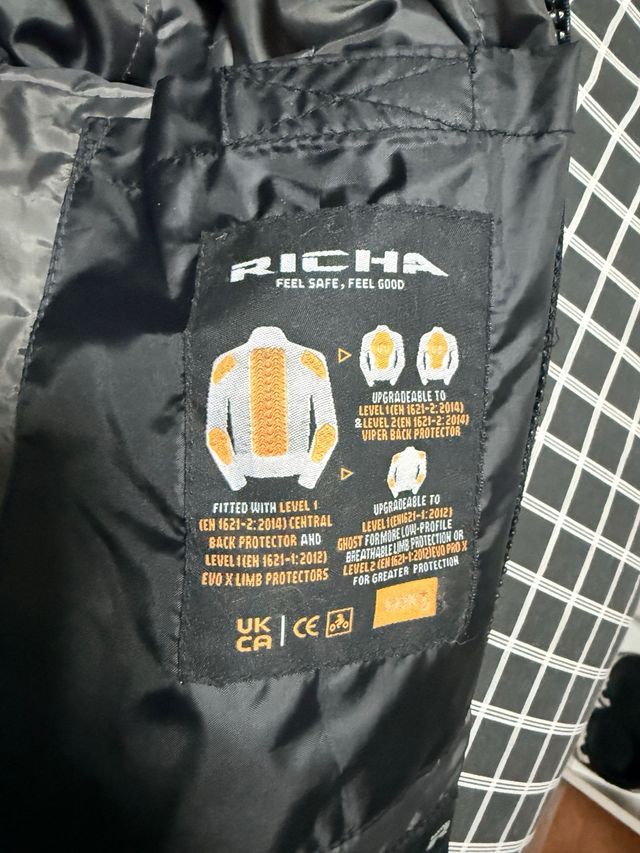 RICHA
FEEL SAFE, FEEL GOOD
UPGRADEABLE TO
LEVEL 1 (EN 1621-2:2014)
& LEVEL 2 (EN 1621-2:2014)
VIPER BACK PROTECTOR
FITTED WITH LEVEL 1
(EN 1621-2:2014) CENTRAL
BACK PROTECTOR AND
LEVEL 1 (EN 1621-1:2012)
EVO X LIMB PROTECTORS
UPGRADEABLE TO
LEVEL 1 (EN1621-1:2012)
GHOST FOR MORE LOW-PROFILE
BREATHABLE LIMB PROTECTION OR
LEVEL 2 (EN 1621-1:2012) EVO PRO X
FOR GREATER PROTECTION
UK
CA
CE